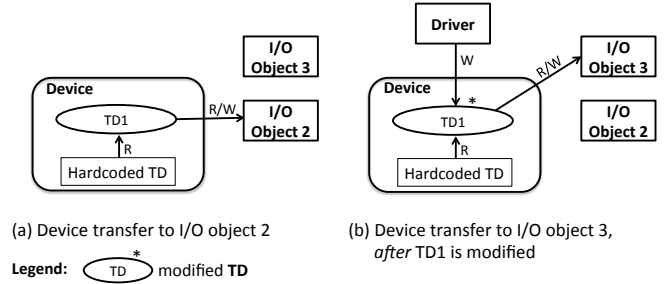 I/O
Object 3
Device
TD1
R/W
I/O
Object 2
R
Hardcoded TD
(a) Device transfer to I/O object 2
Driver
W
R/W
I/O
Object 3
Device
*
TD1
I/O
Object 2
R
Hardcoded TD
(b) Device transfer to I/O object 3,
after TD1 is modified
Legend: TD * modified TD